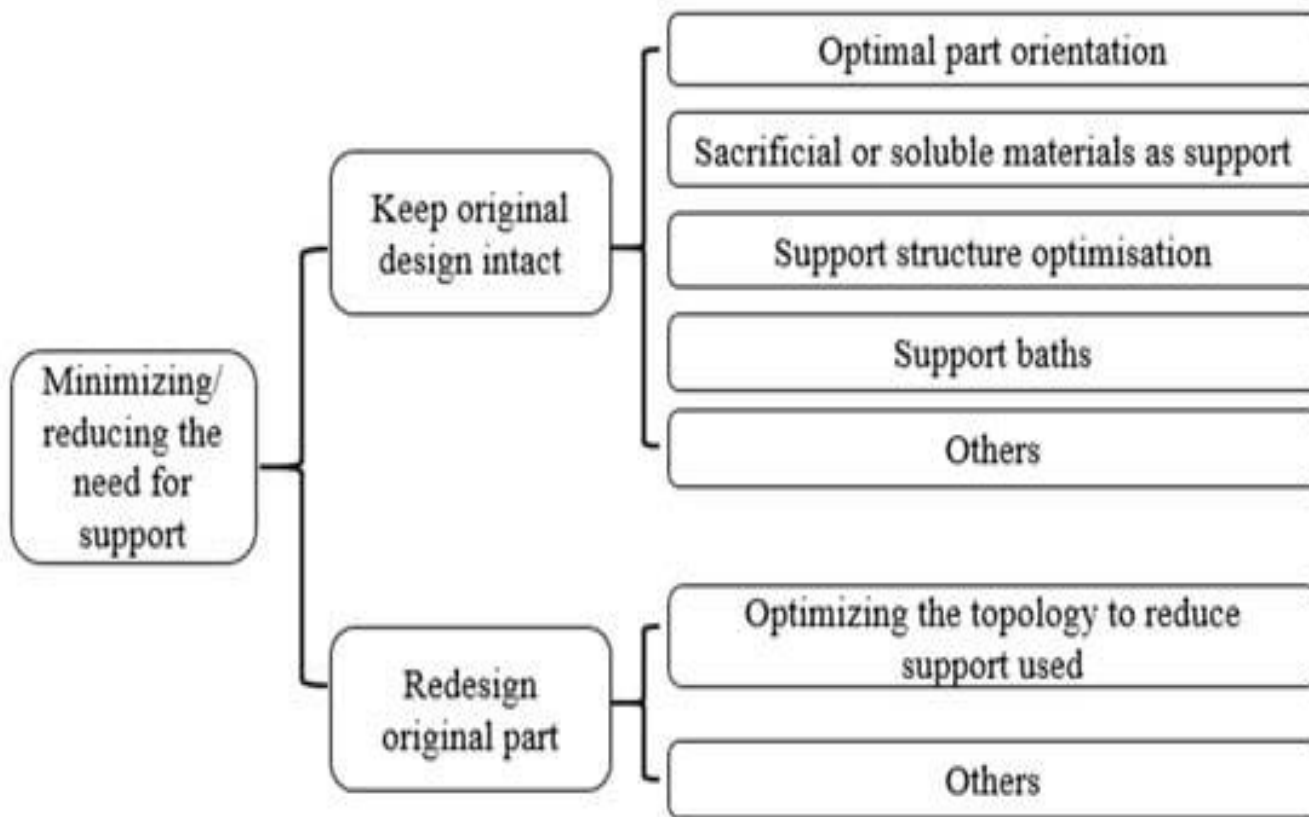 Minimizing/
reducing the
need for
support
Keep original
design intact
Optimal part orientation
Sacrificial or soluble materials as support
Support structure optimisation
Support baths
Others
Redesign
original part
Optimizing the topology to reduce
support used
Others